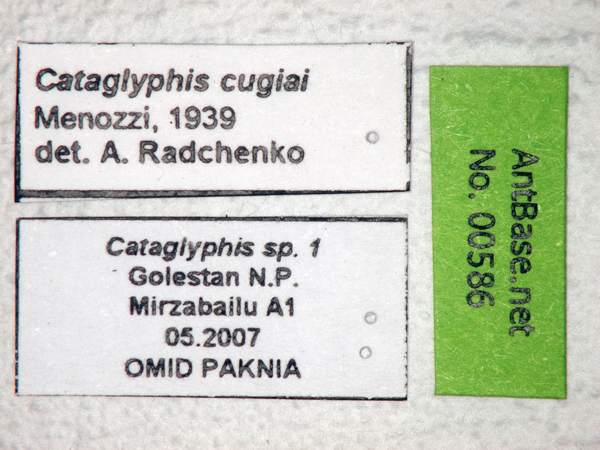 Cataglyphis cugiai
Menozzi, 1939
det. A. Radchenko
Cataglyphis sp. 1
Golestan N.P.
Mirzabailu A1
05.2007
OMID PAKNIA
AntBase.net
No. 00586